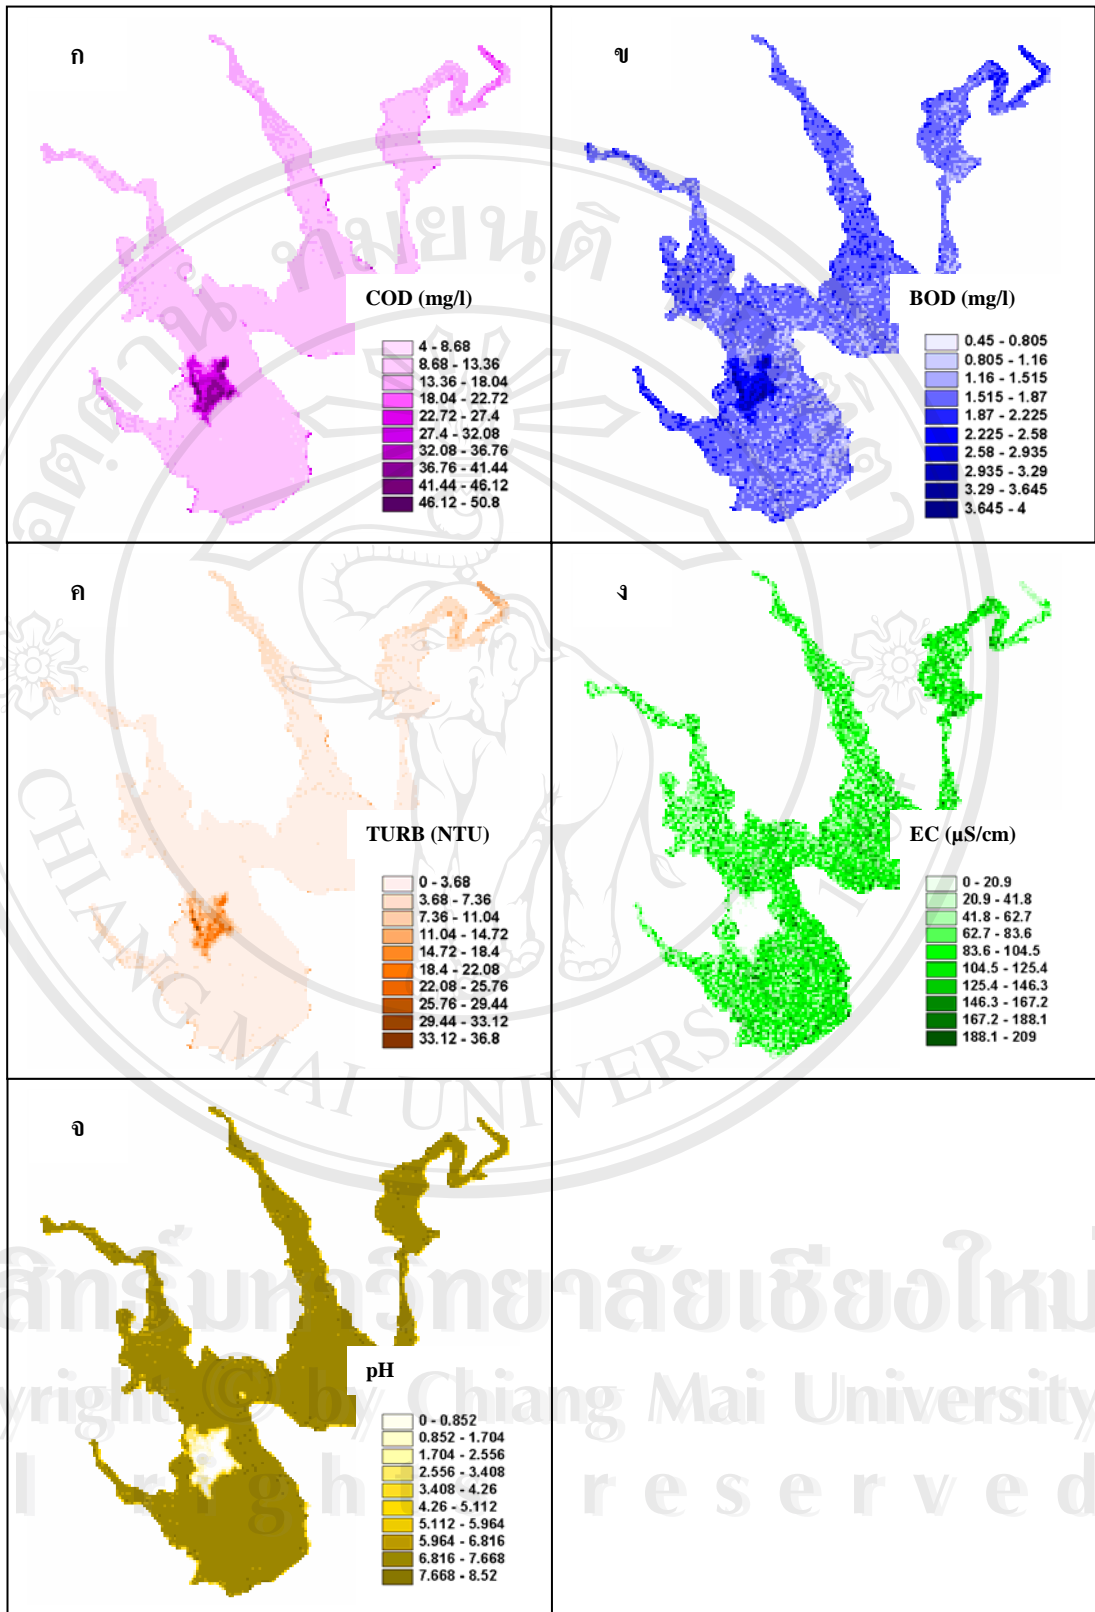 ก
COD (mg/l)
4 - 8.68
8.68 - 13.36
13.36 - 18.04
18.04 - 22.72
22.72 - 27.4
27.4 - 32.08
32.08 - 36.76
36.76 - 41.44
41.44 - 46.12
46.12 - 50.8
ข
BOD (mg/l)
0.45 - 0.805
0.805 - 1.16
1.16 - 1.515
1.515 - 1.87
1.87 - 2.225
2.225 - 2.58
2.58 - 2.935
2.935 - 3.29
3.29 - 3.645
3.645 - 4
ค
TURB (NTU)
0 - 3.68
3.68 - 7.36
7.36 - 11.04
11.04 - 14.72
14.72 - 18.4
18.4 - 22.08
22.08 - 25.76
25.76 - 29.44
29.44 - 33.12
33.12 - 36.8
ง
EC (µS/cm)
0 - 20.9
20.9 - 41.8
41.8 - 62.7
62.7 - 83.6
83.6 - 104.5
104.5 - 125.4
125.4 - 146.3
146.3 - 167.2
167.2 - 188.1
188.1 - 209
จ
pH
0 - 0.852
0.852 - 1.704
1.704 - 2.556
2.556 - 3.408
3.408 - 4.26
4.26 - 5.112
5.112 - 5.964
5.964 - 6.816
6.816 - 7.668
7.668 - 8.52
CHIANG MAI UNIVERSITY
สิทธิ์มหาวิทยาลัยเชียงใหม่
yright © by Chiang Mai University
l rights reserved